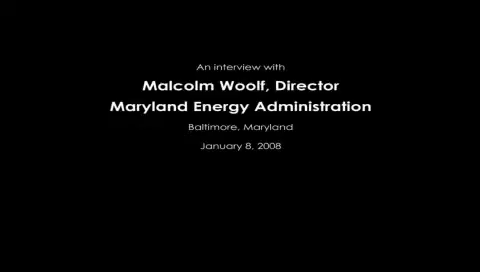 An interview with
Malcolm Woolf, Director
Maryland Energy Administration
Baltimore, Maryland
January 8, 2008